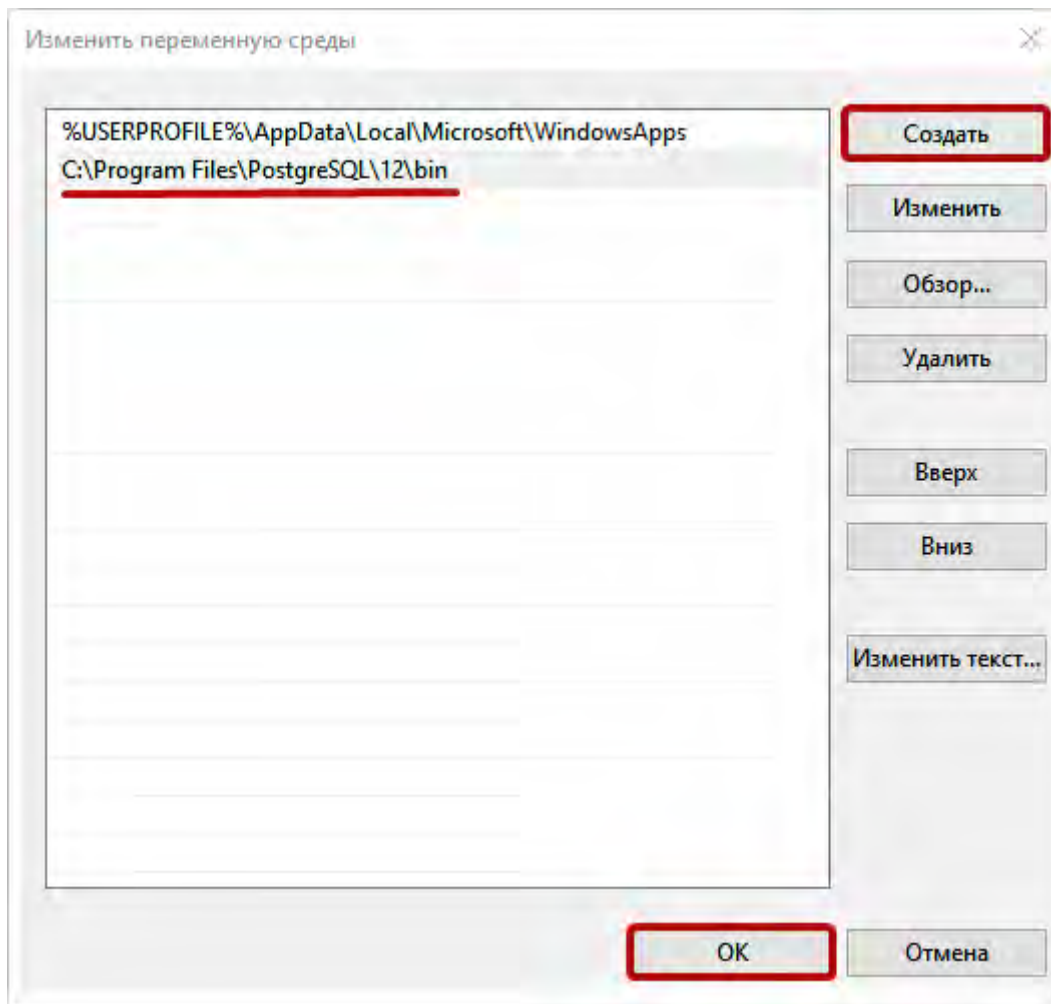 Изменить переменную среды
%USERPROFILE%\AppData\Local\Microsoft\WindowsApps
C:\Program Files\PostgreSQL\12\bin
Создать
Изменить
Обзор...
Удалить
Вверх
Вниз
Изменить текст...
ОК
Отмена